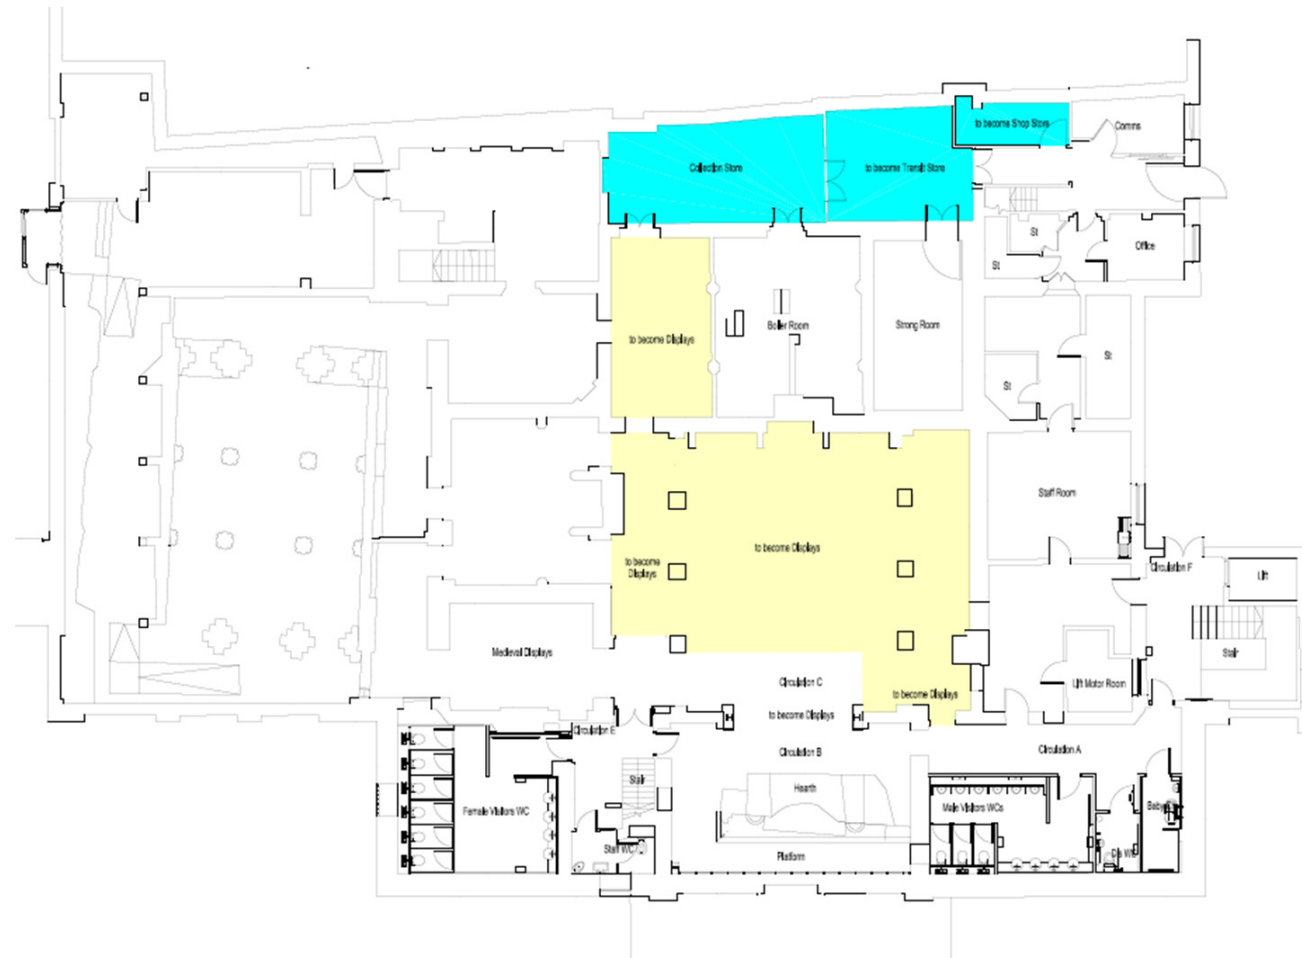 to become Shop Store
Comms
Collection Store
to become Transit Store
St
Office
St
Boiler Room
Strong Room
to become Displays
St
St
Staff Room
to become Displays
to become
Displays
Circulation F
Lift
Medieval Displays
Stair
Circulation C
Lift Motor Room
to become Displays
to become Displays
Circulation E
Circulation B
Circulation A
Stair
Hearth
Female Visitors WC
Male Visitors WCs
Baby
Staff WC
Platform
Dis WC